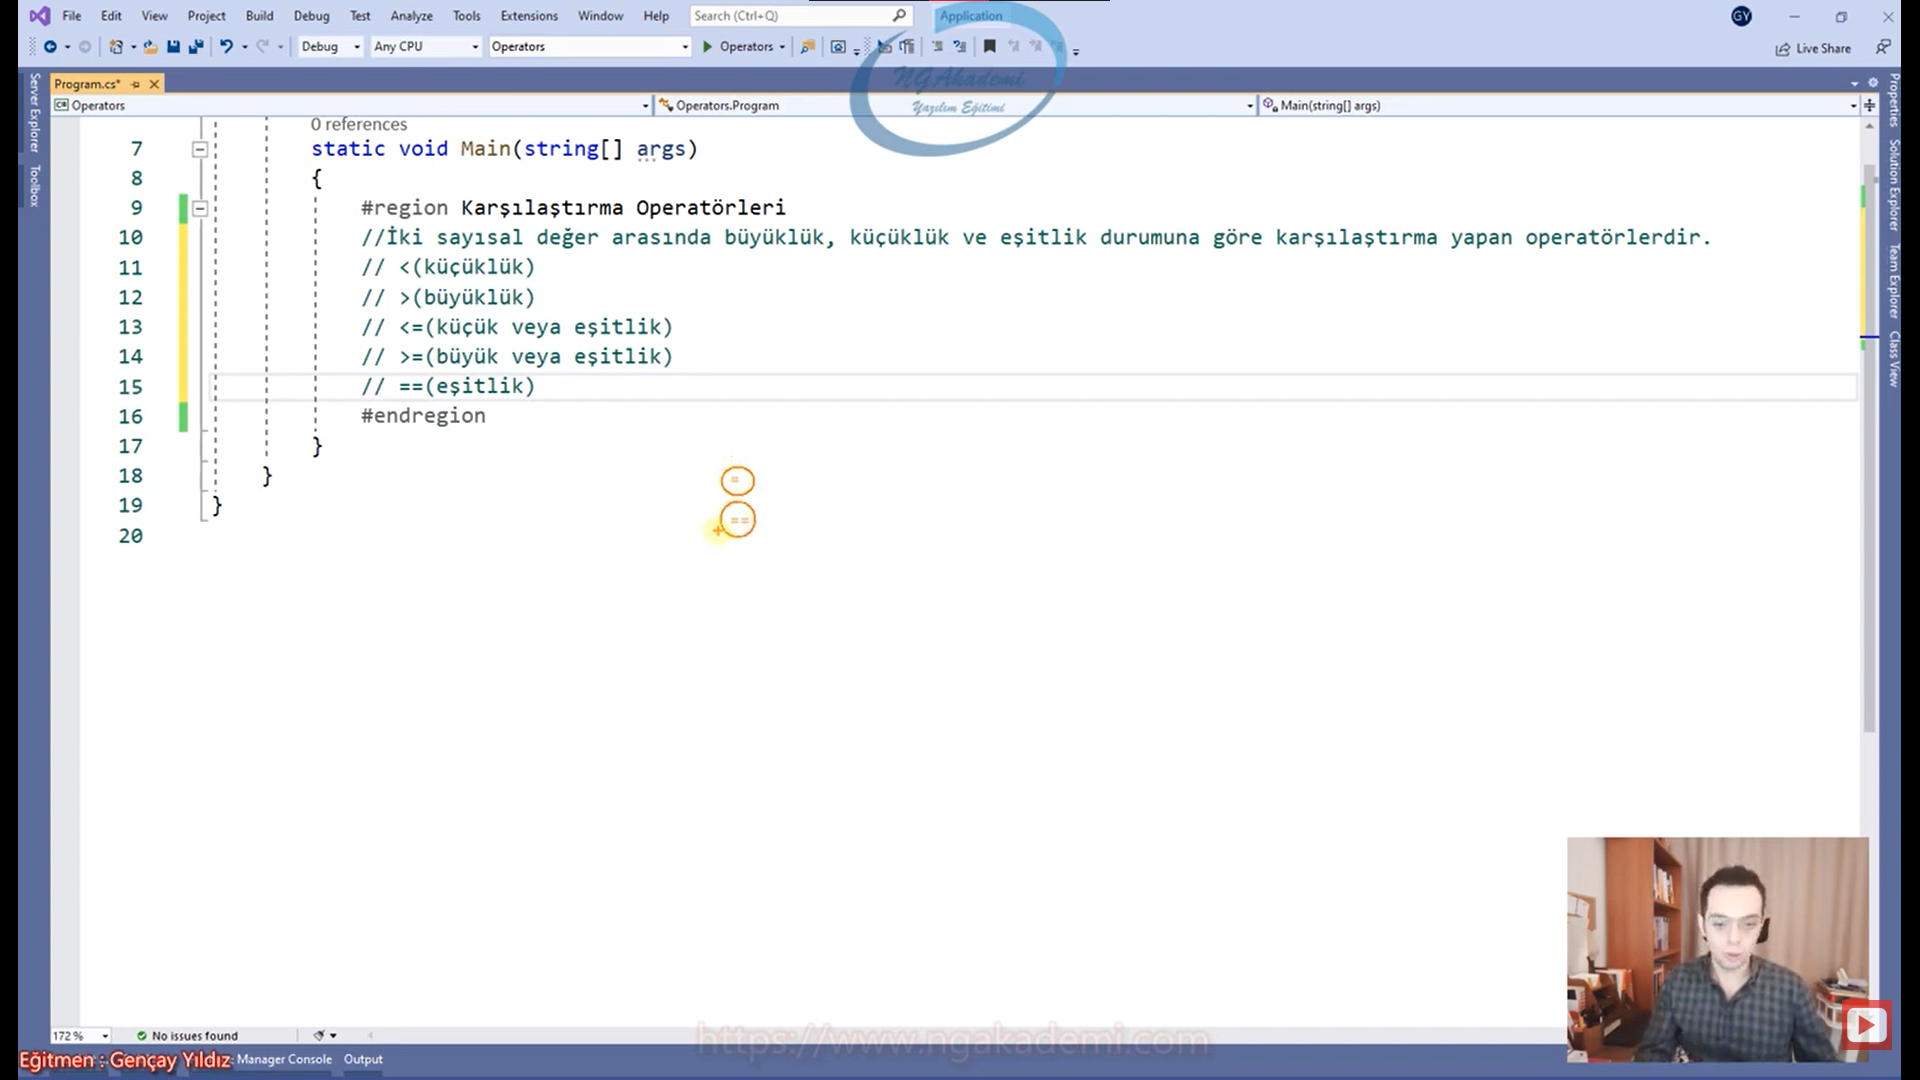 File Edit View Project Build Debug Test Analyze Tools Extensions Window Help Search (Ctrl+Q) Application GY
Debug Any CPU Operators Operators Live Share
NGAkademi
Yazılım Eğitimi
Program.cs*
Operators Operators.Program Main(string[] args)
Server Explorer
Toolbox
Properties
Solution Explorer
Team Explorer
Class View
0 references
7 static void Main(string[] args)
8 {
9 #region Karşılaştırma Operatörleri
10 //İki sayısal değer arasında büyüklük, küçüklük ve eşitlik durumuna göre karşılaştırma yapan operatörlerdir.
11 // <(küçüklük)
12 // >(büyüklük)
13 // <=(küçük veya eşitlik)
14 // >=(büyük veya eşitlik)
15 // ==(eşitlik)
16 #endregion
17 }
18 }
19 }
20
=
==
172 % No issues found
https://www.ngakademi.com
Eğitmen : Gençay Yıldız Manager Console Output